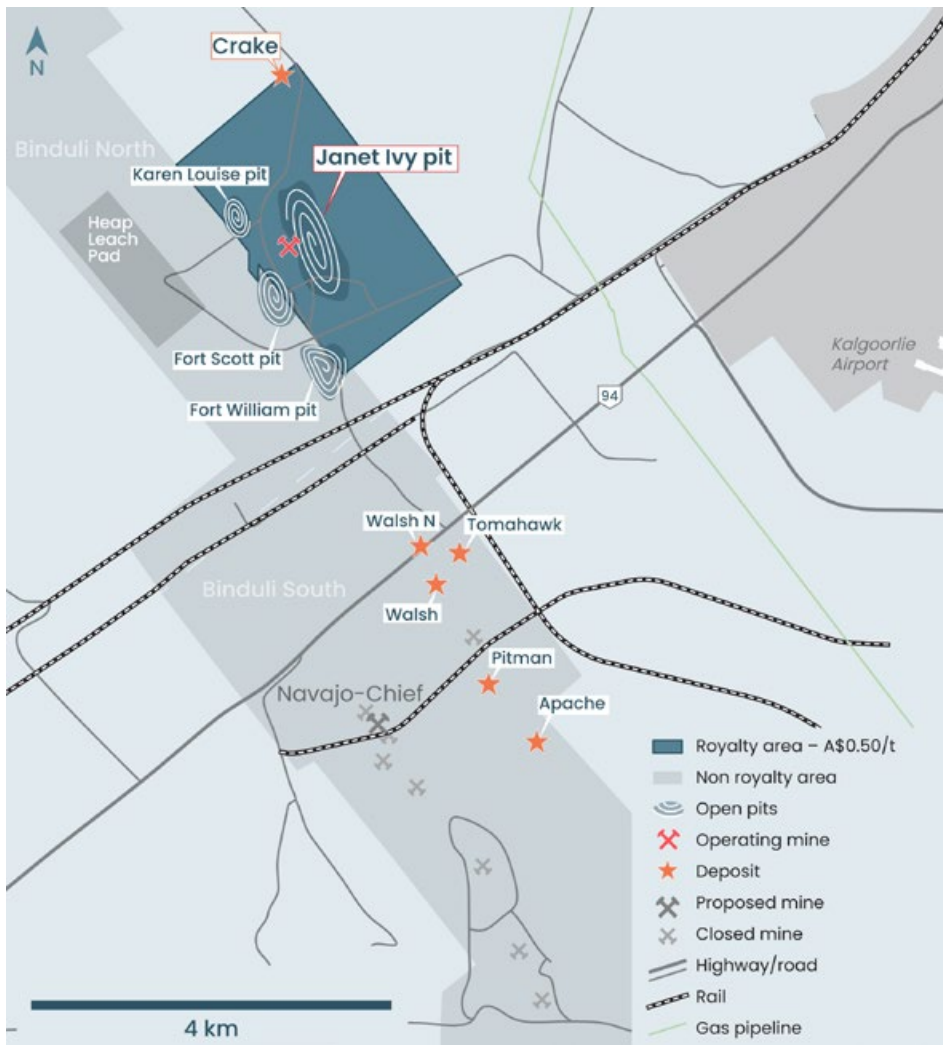 Crake
N
Binduli North
Janet Ivy pit
Karen Louise pit
Heap
Leach
Pad
Fort Scott pit
Kalgoorlie
Airport
Fort William pit
94
Walsh N
Tomahawk
Binduli South
Walsh
Pitman
Navajo-Chief
Apache
Royalty area – A$0.50/t
Non royalty area
Open pits
Operating mine
Deposit
Proposed mine
Closed mine
Highway/road
Rail
Gas pipeline
4 km